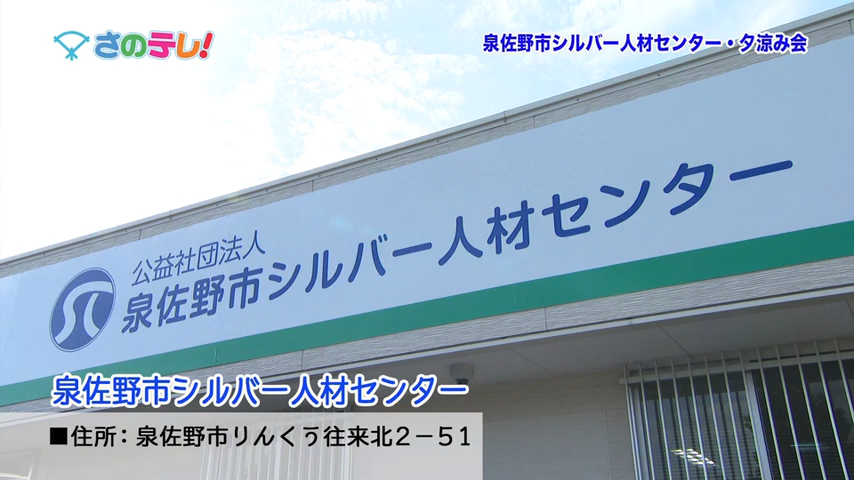 さのテレ!
泉佐野市シルバー人材センター・夕涼み会
公益社団法人
泉佐野市シルバー人材センター
泉佐野市シルバー人材センター
■住所：泉佐野市りんくう往来北2－51